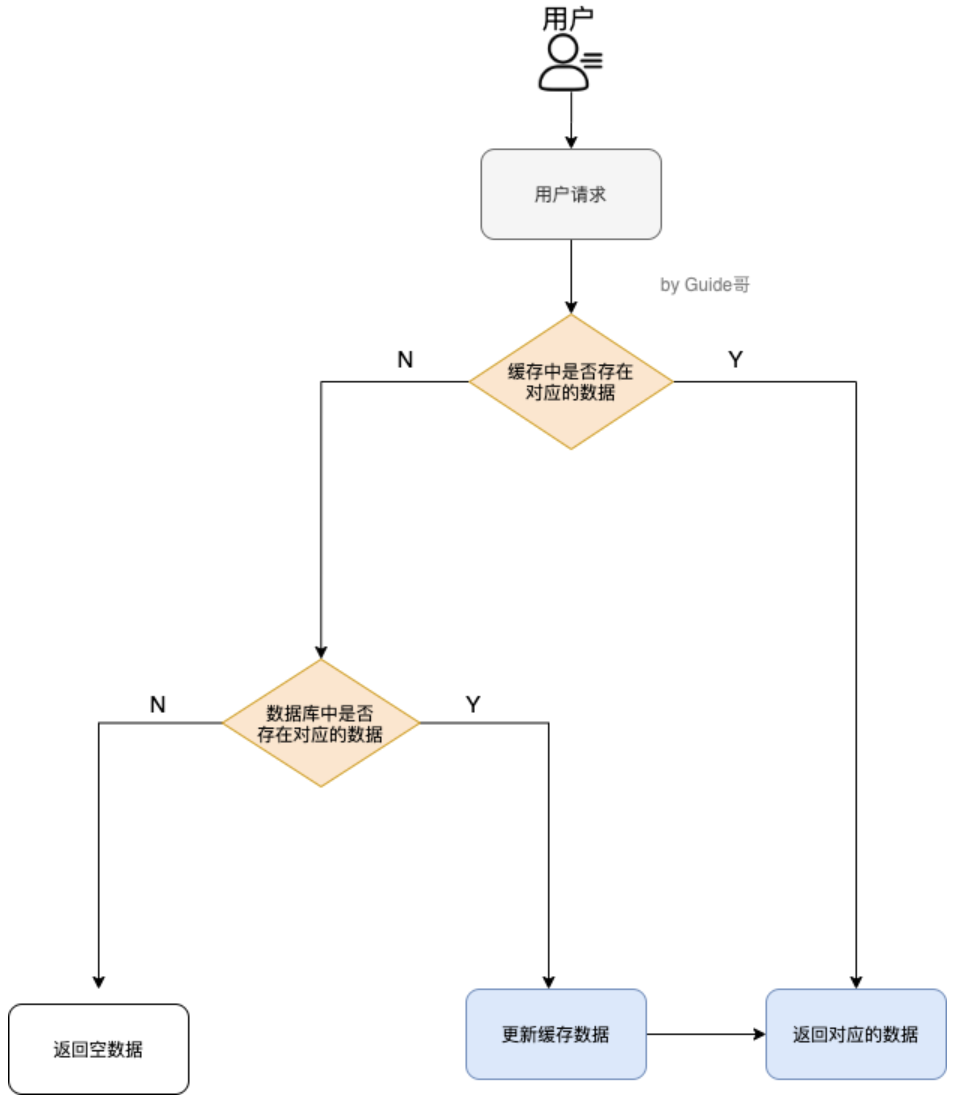 用户
用户请求
by Guide哥
N
Y
缓存中是否存在
对应的数据
N
Y
数据库中是否
存在对应的数据
返回空数据
更新缓存数据
返回对应的数据